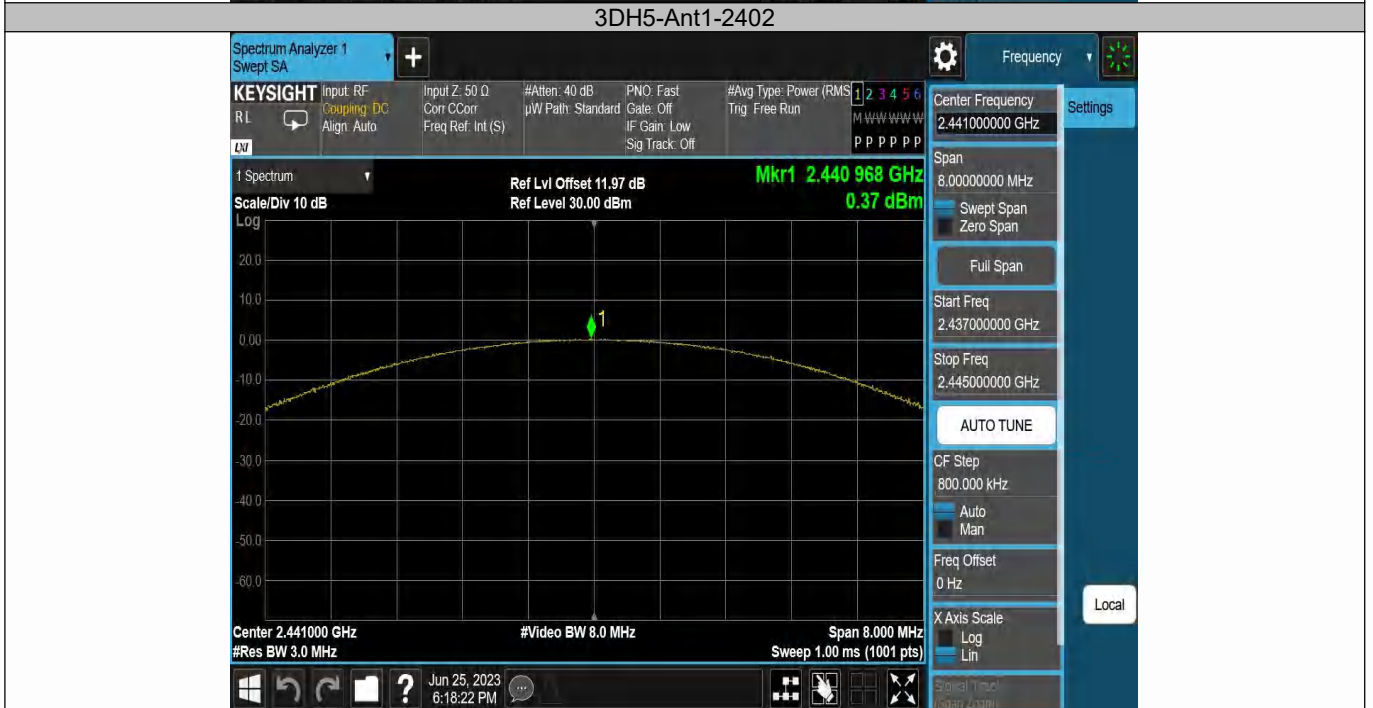 3DH5-Ant1-2402
Spectrum Analyzer 1
Swept SA
+
Frequency
KEYSIGHT
RL
LXI
Input: RF
Coupling: DC
Align: Auto
Input Z: 50 Ω
Corr CCorr
Freq Ref: Int (S)
#Atten: 40 dB
µW Path: Standard
PNO: Fast
Gate: Off
IF Gain: Low
Sig Track: Off
#Avg Type: Power (RMS
Trig: Free Run
1 2 3 4 5 6
M W W W W W
P P P P P P
Center Frequency
2.441000000 GHz
Settings
Span
8.00000000 MHz
Swept Span
Zero Span
Full Span
Start Freq
2.437000000 GHz
Stop Freq
2.445000000 GHz
AUTO TUNE
CF Step
800.000 kHz
Auto
Man
Freq Offset
0 Hz
X Axis Scale
Log
Lin
Local
1 Spectrum
Scale/Div 10 dB
Ref Lvl Offset 11.97 dB
Ref Level 30.00 dBm
Mkr1 2.440 968 GHz
0.37 dBm
Log
20.0
10.0
0.00
-10.0
-20.0
-30.0
-40.0
-50.0
-60.0
1
Center 2.441000 GHz
#Res BW 3.0 MHz
#Video BW 8.0 MHz
Span 8.000 MHz
Sweep 1.00 ms (1001 pts)
?
Jun 25, 2023
6:18:22 PM